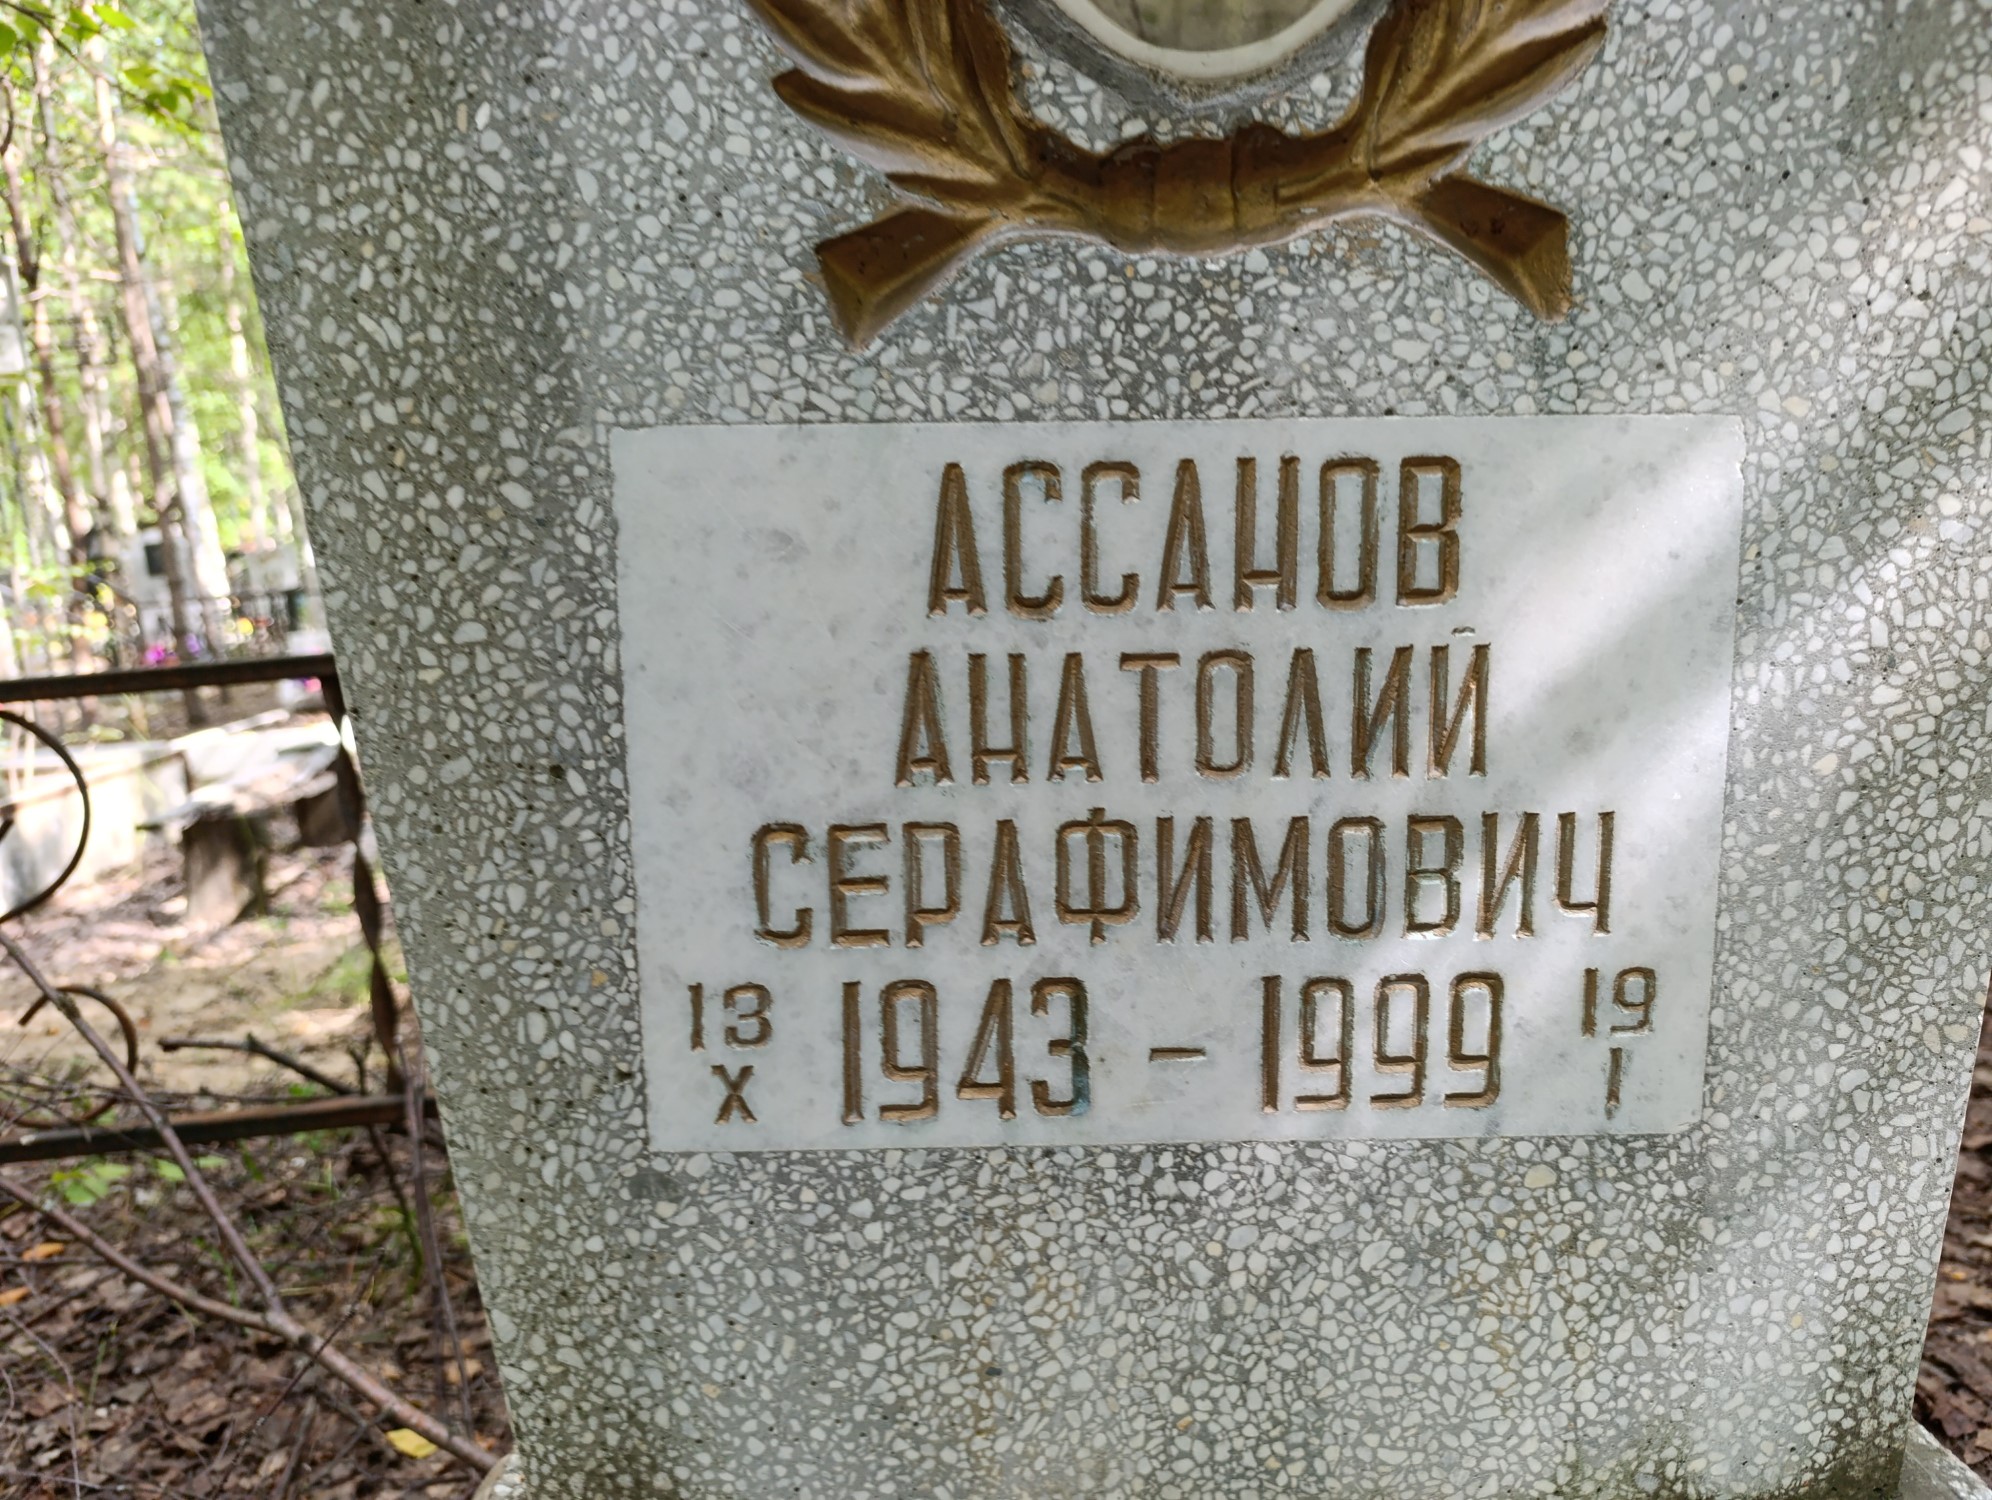 АССАНОВ
АНАТОЛИЙ
СЕРАФИМОВИЧ
13 X 1943 - 1999 19 I